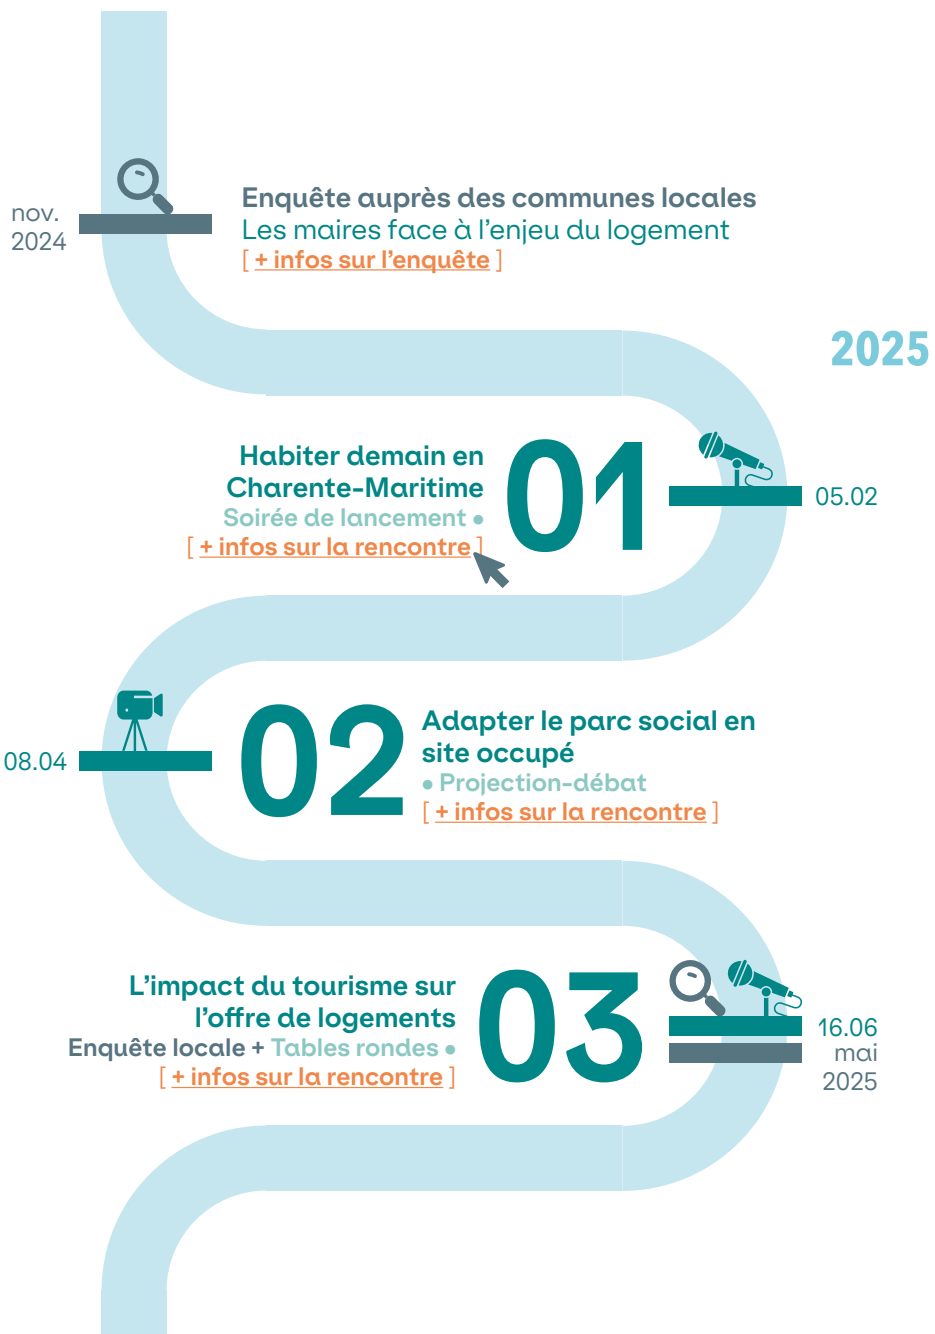 nov.
2024
Enquête auprès des communes locales
Les maires face à l’enjeu du logement
[ + infos sur l’enquête ]
2025
Habiter demain en
Charente-Maritime
Soirée de lancement •
[ + infos sur la rencontre ]
01
05.02
08.04
02
Adapter le parc social en
site occupé
• Projection-débat
[ + infos sur la rencontre ]
L’impact du tourisme sur
l’offre de logements
Enquête locale + Tables rondes •
[ + infos sur la rencontre ]
03
16.06
mai
2025